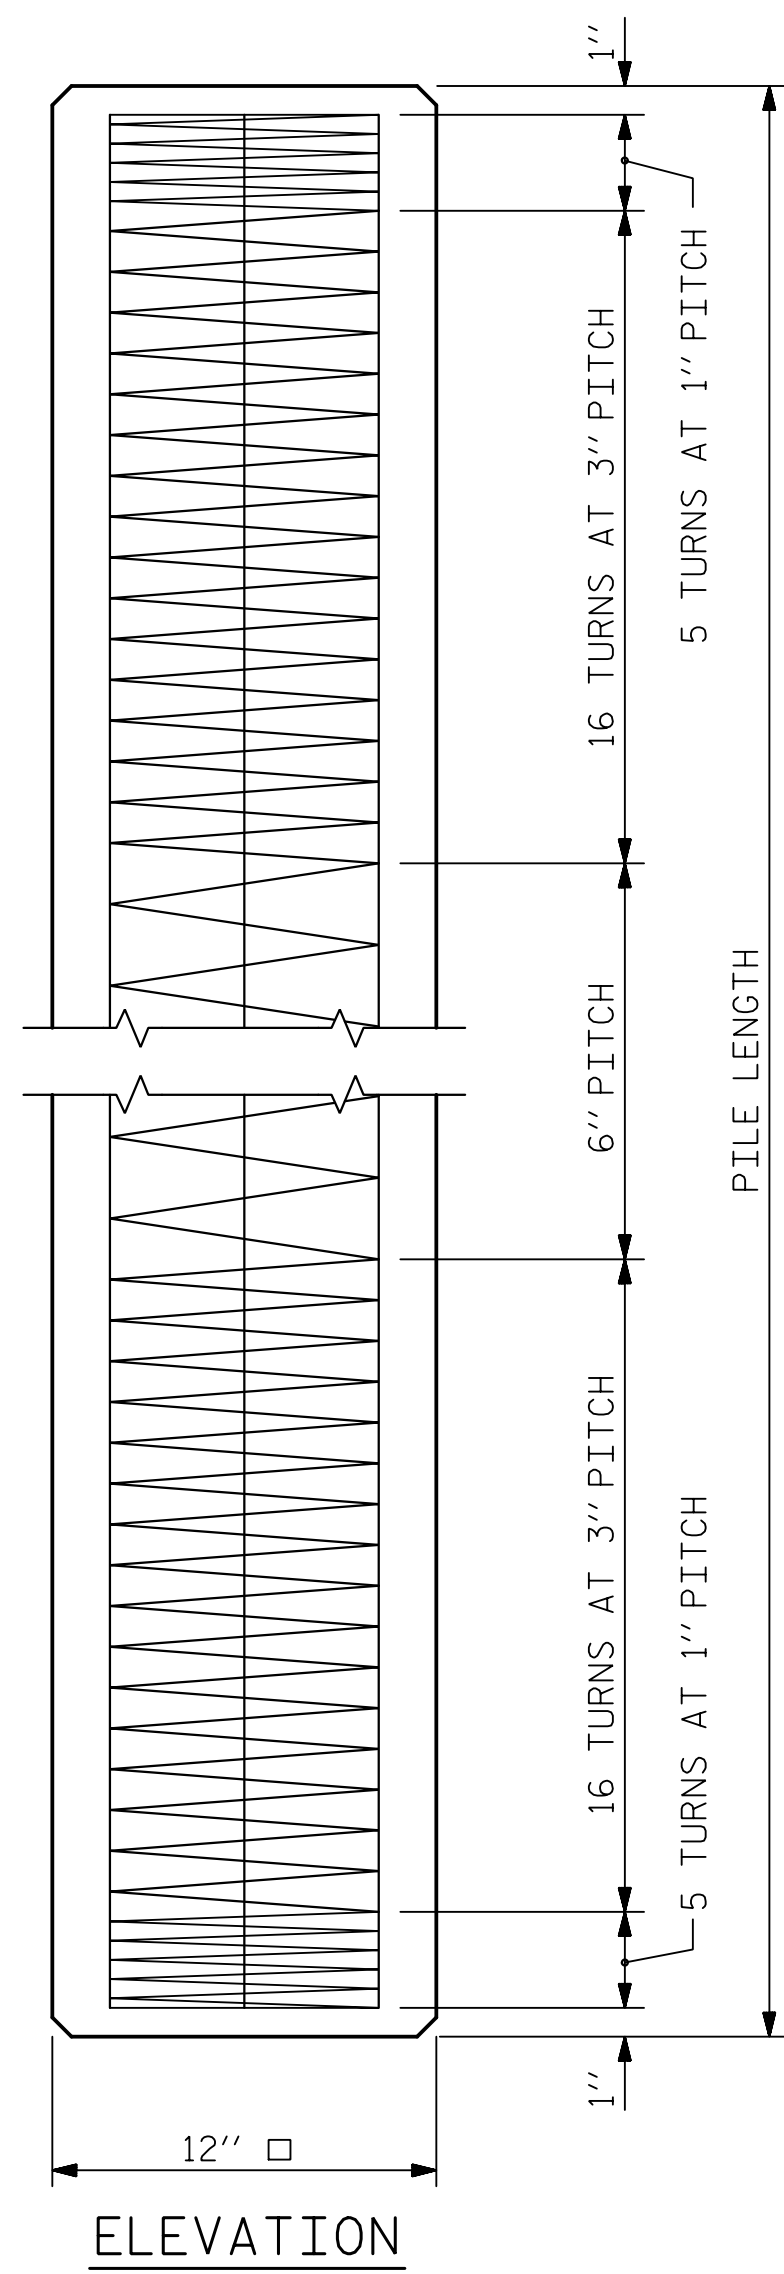 1"
5 TURNS AT 1" PITCH
16 TURNS AT 3" PITCH
6" PITCH
PILE LENGTH
16 TURNS AT 3" PITCH
5 TURNS AT 1" PITCH
1"
12" □
ELEVATION